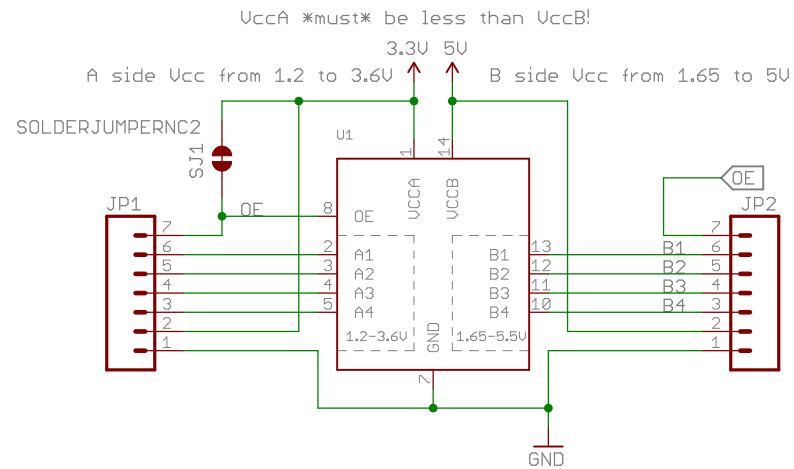 VccA *must* be less than VccB!
3.3V 5V
A side Vcc from 1.2 to 3.6V
B side Vcc from 1.65 to 5V
SOLDERJUMPERNC2
SJ1
U1
1
14
VCCA
VCCB
OE
JP1
JP2
OE
8
OE
7
6
5
4
3
2
1
2
3
4
5
A1
A2
A3
A4
1.2-3.6V
GND
7
B1
B2
B3
B4
1.65-5.5V
13
12
11
10
B1
B2
B3
B4
7
6
5
4
3
2
1
GND